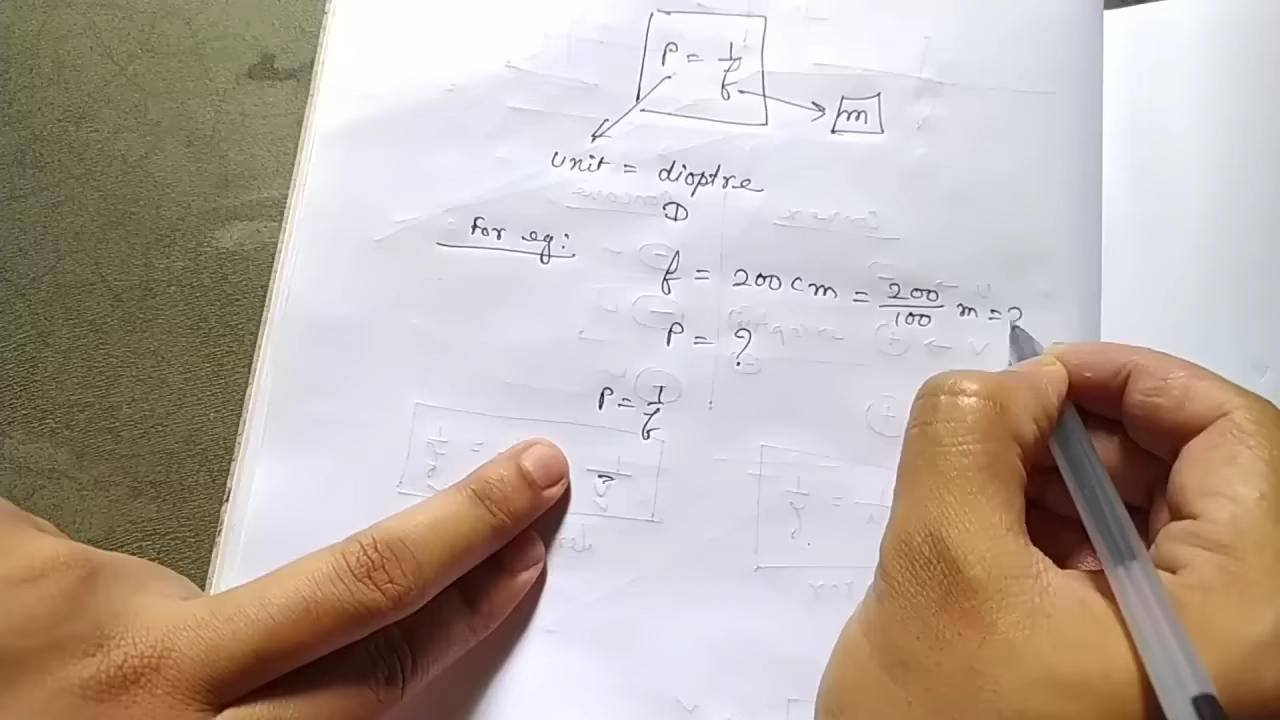 P = 1/f
m
unit = dioptre
D
For eg:
f = 200 cm = 200/100 m = 2
P = ?
P = 1/f